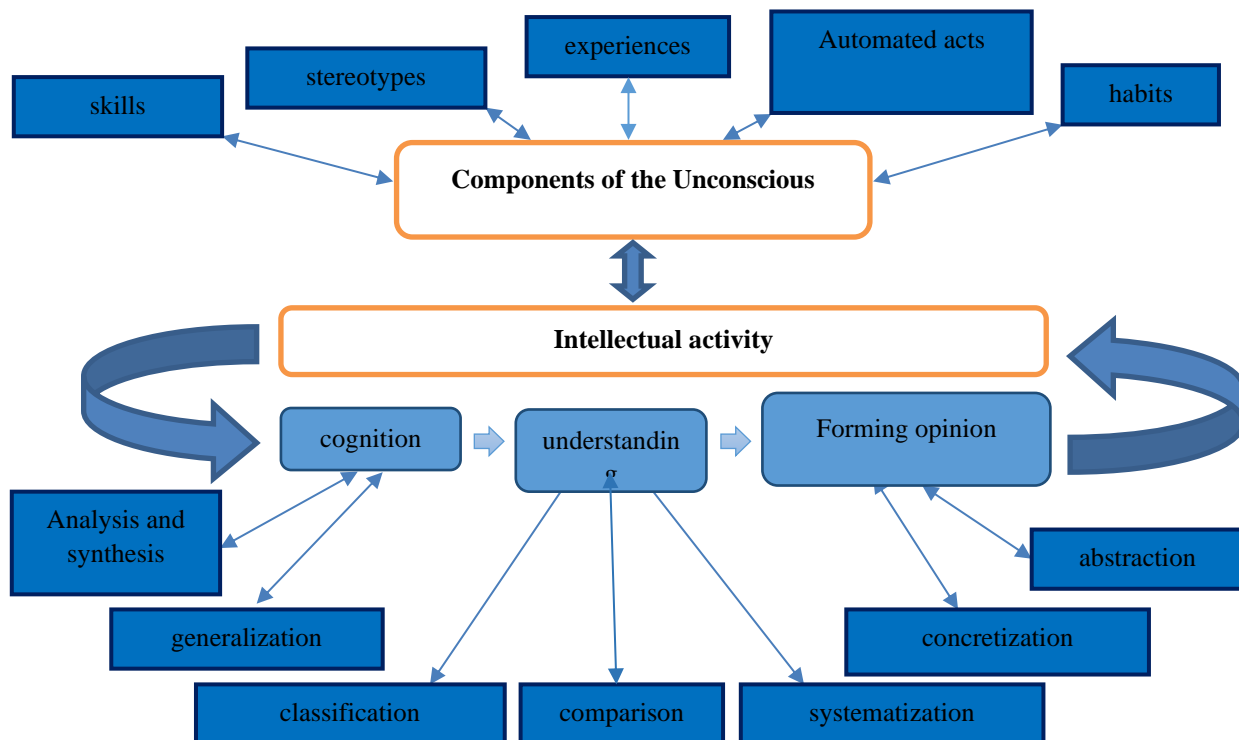 experiences
Automated acts
stereotypes
habits
skills
Components of the Unconscious
Intellectual activity
cognition
understandin
g
Forming opinion
Analysis and
synthesis
abstraction
generalization
concretization
classification
comparison
systematization